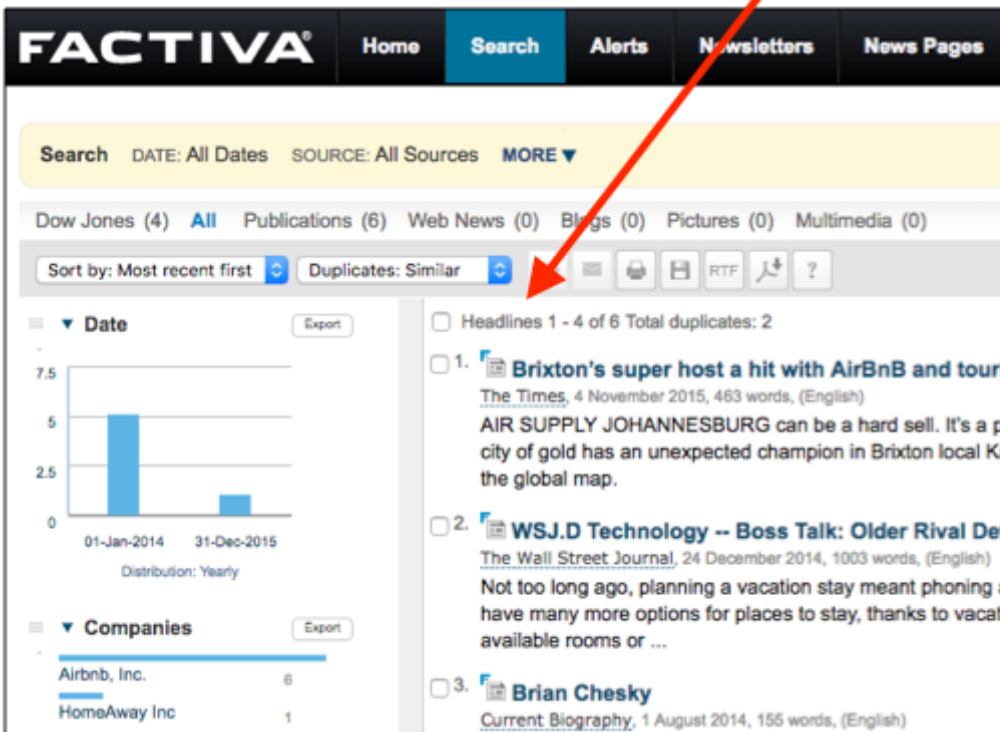 FACTIVA® Home Search Alerts Newsletters News Pages
Search DATE: All Dates SOURCE: All Sources MORE ▼
Dow Jones (4) All Publications (6) Web News (0) Blogs (0) Pictures (0) Multimedia (0)
Sort by: Most recent first Duplicates: Similar RTF ?
▼ Date Export
7.5
5
2.5
0
01-Jan-2014 31-Dec-2015
Distribution: Yearly
▼ Companies Export
Airbnb, Inc. 6
HomeAway Inc 1
Headlines 1 - 4 of 6 Total duplicates: 2
1. Brixton's super host a hit with AirBnB and tour
The Times, 4 November 2015, 463 words, (English)
AIR SUPPLY JOHANNESBURG can be a hard sell. It's a p
city of gold has an unexpected champion in Brixton local K
the global map.
2. WSJ.D Technology -- Boss Talk: Older Rival De
The Wall Street Journal, 24 December 2014, 1003 words, (English)
Not too long ago, planning a vacation stay meant phoning a
have many more options for places to stay, thanks to vacat
available rooms or ...
3. Brian Chesky
Current Biography, 1 August 2014, 155 words, (English)